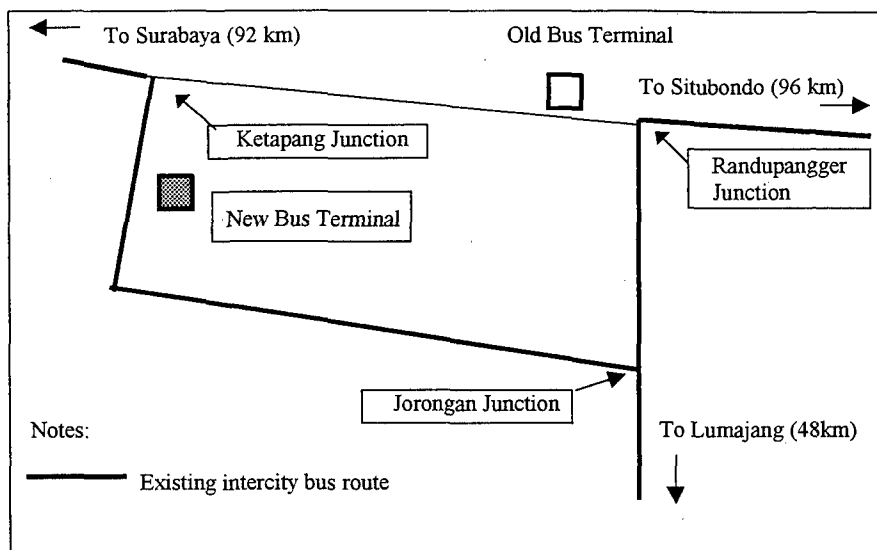 To Surabaya (92 km)
Old Bus Terminal
To Situbondo (96 km)
Ketapang Junction
Randupangger
Junction
New Bus Terminal
Jorongan Junction
Notes:
To Lumajang (48km)
Existing intercity bus route